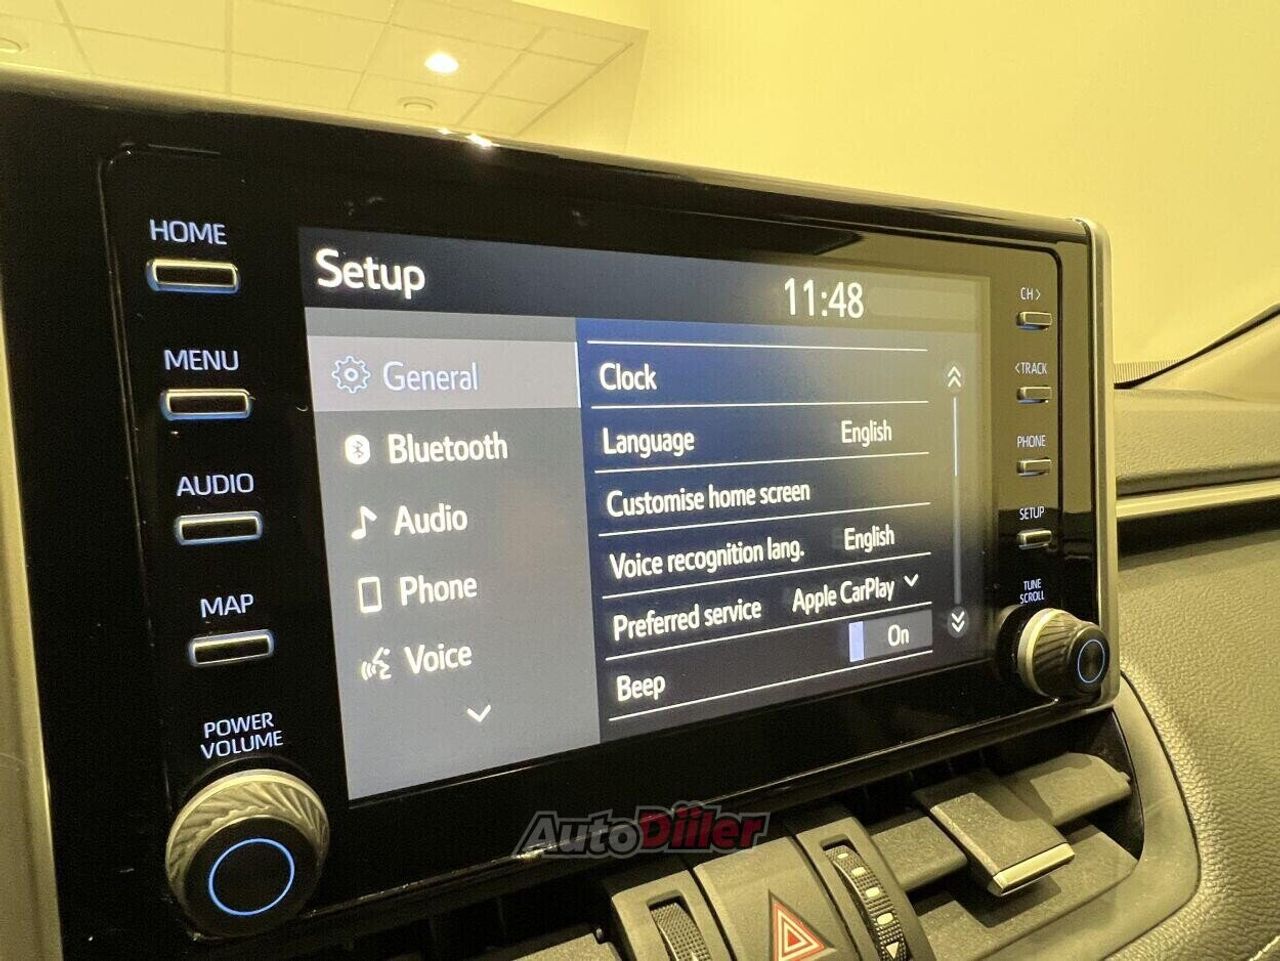 HOME
MENU
AUDIO
MAP
POWER
VOLUME
Setup
11:48
General
Bluetooth
Audio
Phone
Voice
Clock
Language English
Customise home screen
Voice recognition lang. English
Preferred service Apple CarPlay
Beep On
CH >
< TRACK
PHONE
SETUP
TUNE
SCROLL
AutoDiiler